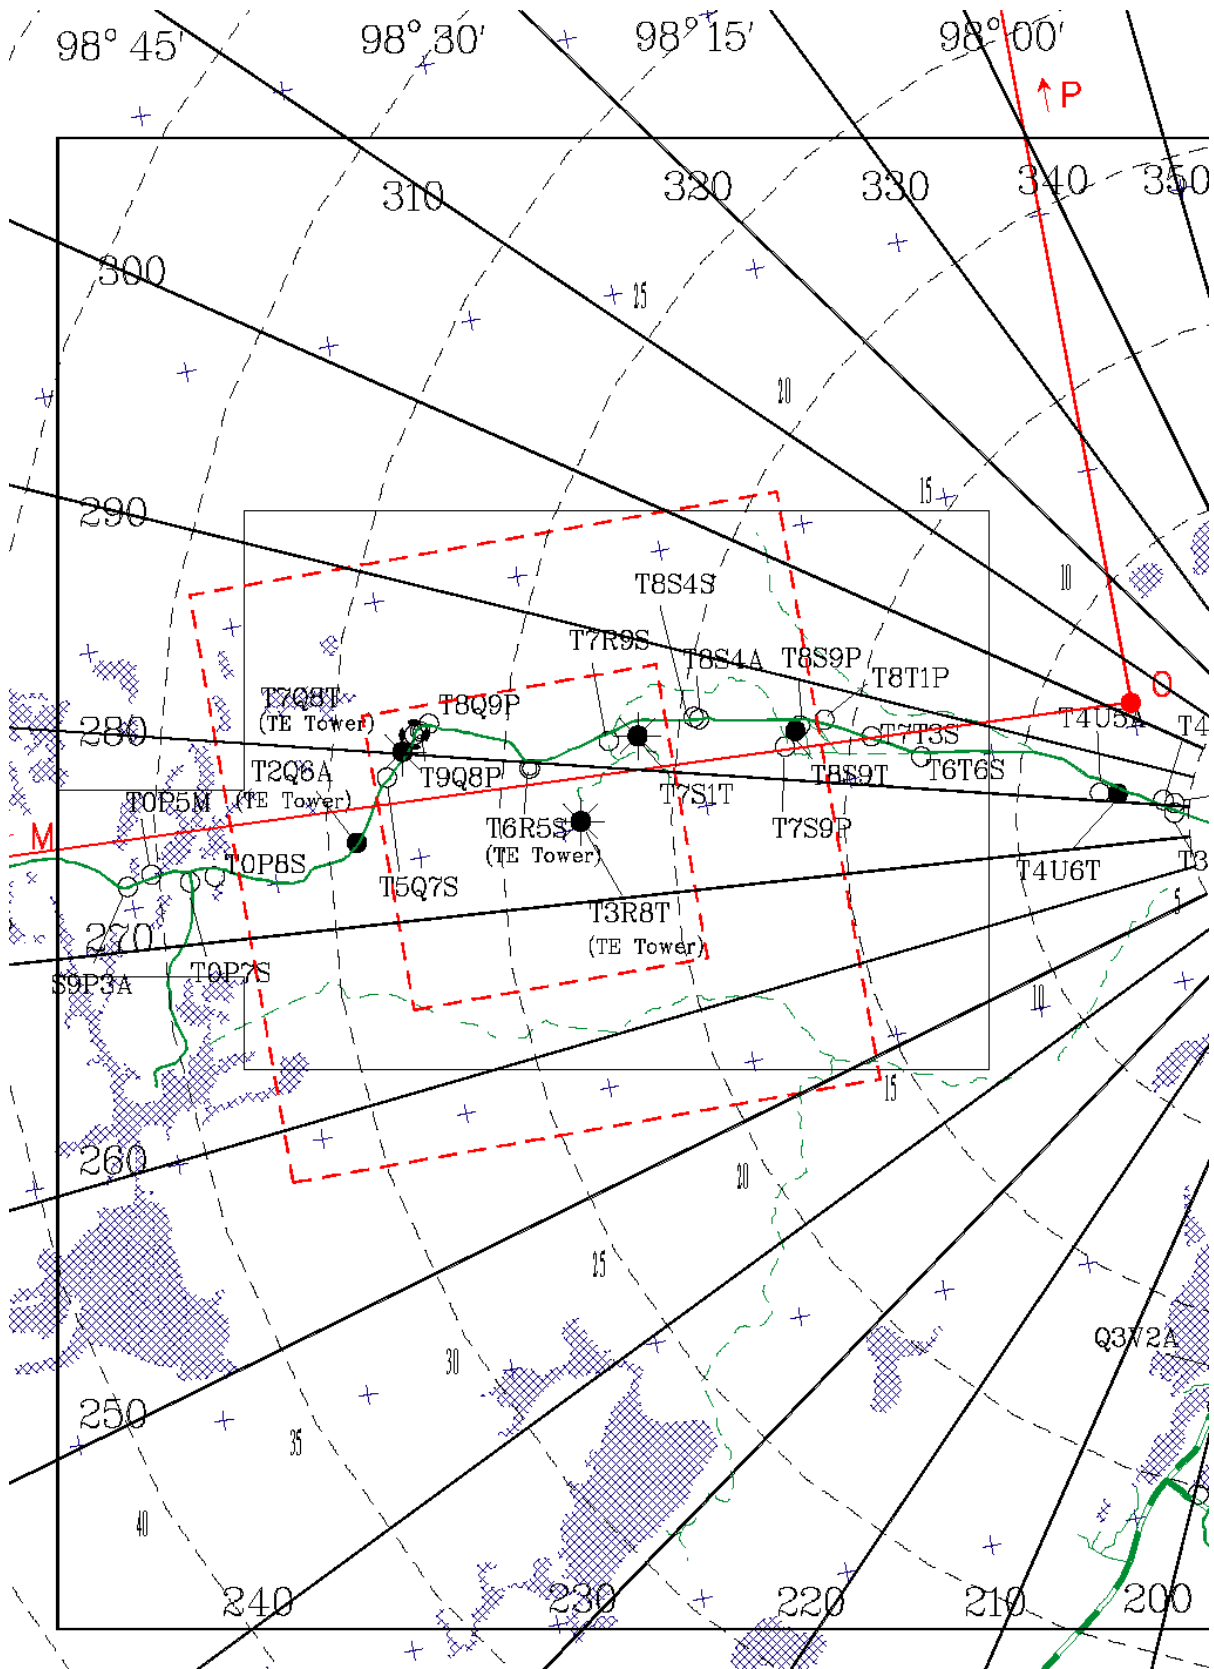 98° 45′
98° 30′
98° 15′
98° 00′
P
310
320
330
340
350
300
25
20
290
15
10
T8S4S
T7R9S
T8S4A
T8S9P
T8T1P
O
T7Q8T
(TE Tower)
T8Q9P
T4U5A
T4
280
T7T3S
T6T6S
T2Q6A
(TE Tower)
T9Q8P
T8S9T
T7S1T
T0P5M
T6R5S
(TE Tower)
T7S9P
M
T0P8S
T5Q7S
T4U6T
T3
T3R8T
(TE Tower)
5
270
S9P3A
T0P7S
10
15
260
20
25
30
Q3V2A
250
35
40
240
230
220
210
200